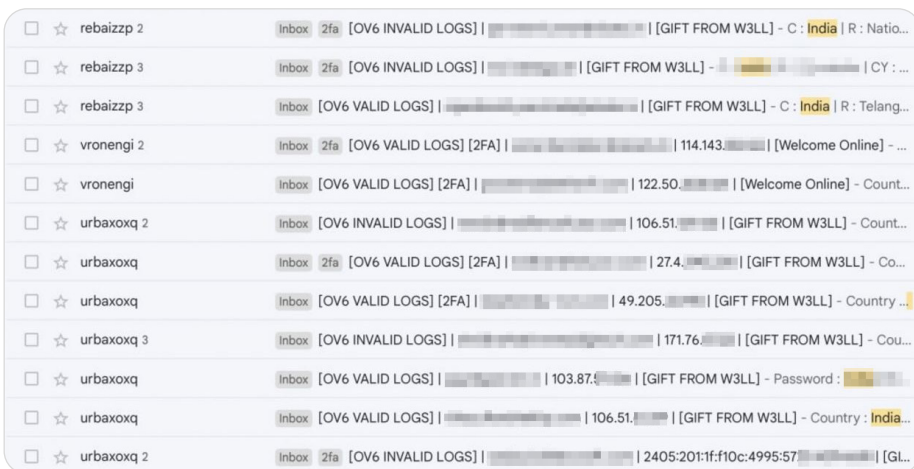 rebaizzp 2 Inbox 2fa [OV6 INVALID LOGS] | | [GIFT FROM W3LL] - C : India | R : Natio...
rebaizzp 3 Inbox 2fa [OV6 INVALID LOGS] | | [GIFT FROM W3LL] - | CY : ...
rebaizzp 3 Inbox [OV6 VALID LOGS] | | [GIFT FROM W3LL] - C : India | R : Telang...
vronengi 2 Inbox 2fa [OV6 VALID LOGS] [2FA] | | 114.143. | [Welcome Online] - ...
vronengi Inbox [OV6 VALID LOGS] [2FA] | | 122.50. | [Welcome Online] - Count...
urbaxoxq 2 Inbox [OV6 INVALID LOGS] | | 106.51. | [GIFT FROM W3LL] - Count...
urbaxoxq Inbox 2fa [OV6 VALID LOGS] [2FA] | | 27.4. | [GIFT FROM W3LL] - Co...
urbaxoxq Inbox [OV6 VALID LOGS] [2FA] | | 49.205. | [GIFT FROM W3LL] - Country ...
urbaxoxq 3 Inbox [OV6 INVALID LOGS] | | 171.76. | [GIFT FROM W3LL] - Cou...
urbaxoxq Inbox [OV6 VALID LOGS] | | 103.87. | [GIFT FROM W3LL] - Password :
urbaxoxq Inbox [OV6 VALID LOGS] | | 106.51. | [GIFT FROM W3LL] - Country : India...
urbaxoxq 2 Inbox 2fa [OV6 INVALID LOGS] | | 2405:201:1f:f10c:4995:57 | [GI...